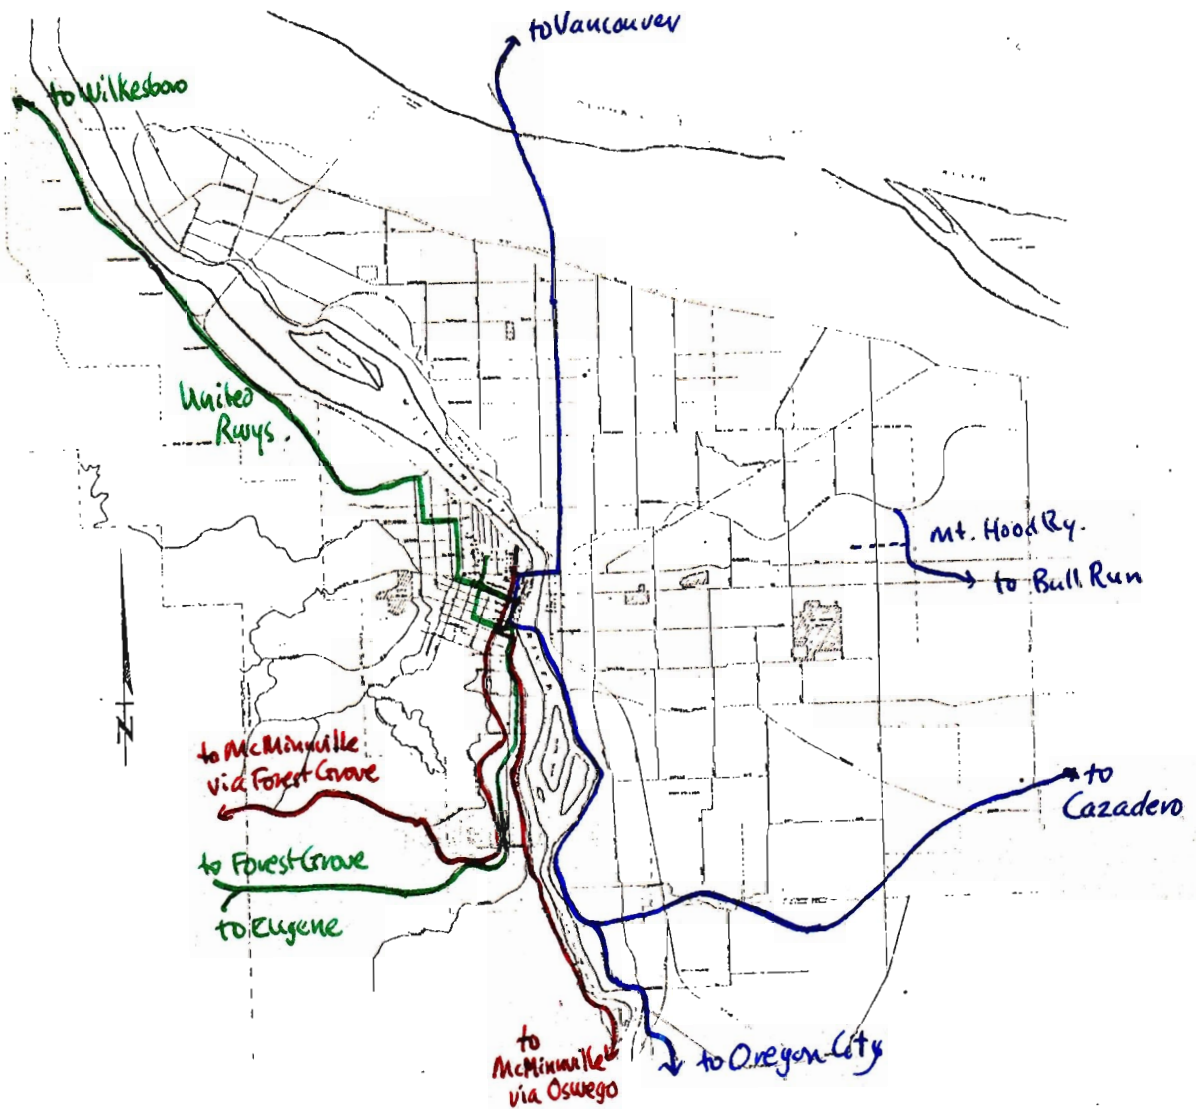 to Vancouver
to Wilkesboro
United
Rwys.
Mt. Hood Ry.
to Bull Run
N
to McMinnville
via Forest Grove
to
Cazadero
to Forest Grove
to Eugene
to
McMinnville
via Oswego
to Oregon City